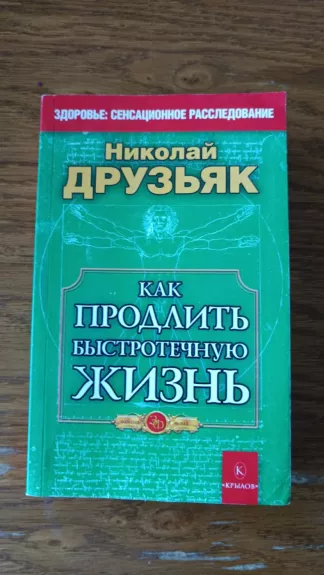 ЗДОРОВЬЕ: СЕНСАЦИОННОЕ РАССЛЕДОВАНИЕ
Николай
ДРУЗЬЯК
КАК
ПРОДЛИТЬ
БЫСТРОТЕЧНУЮ
ЖИЗНЬ
К
«КРЫЛОВ»